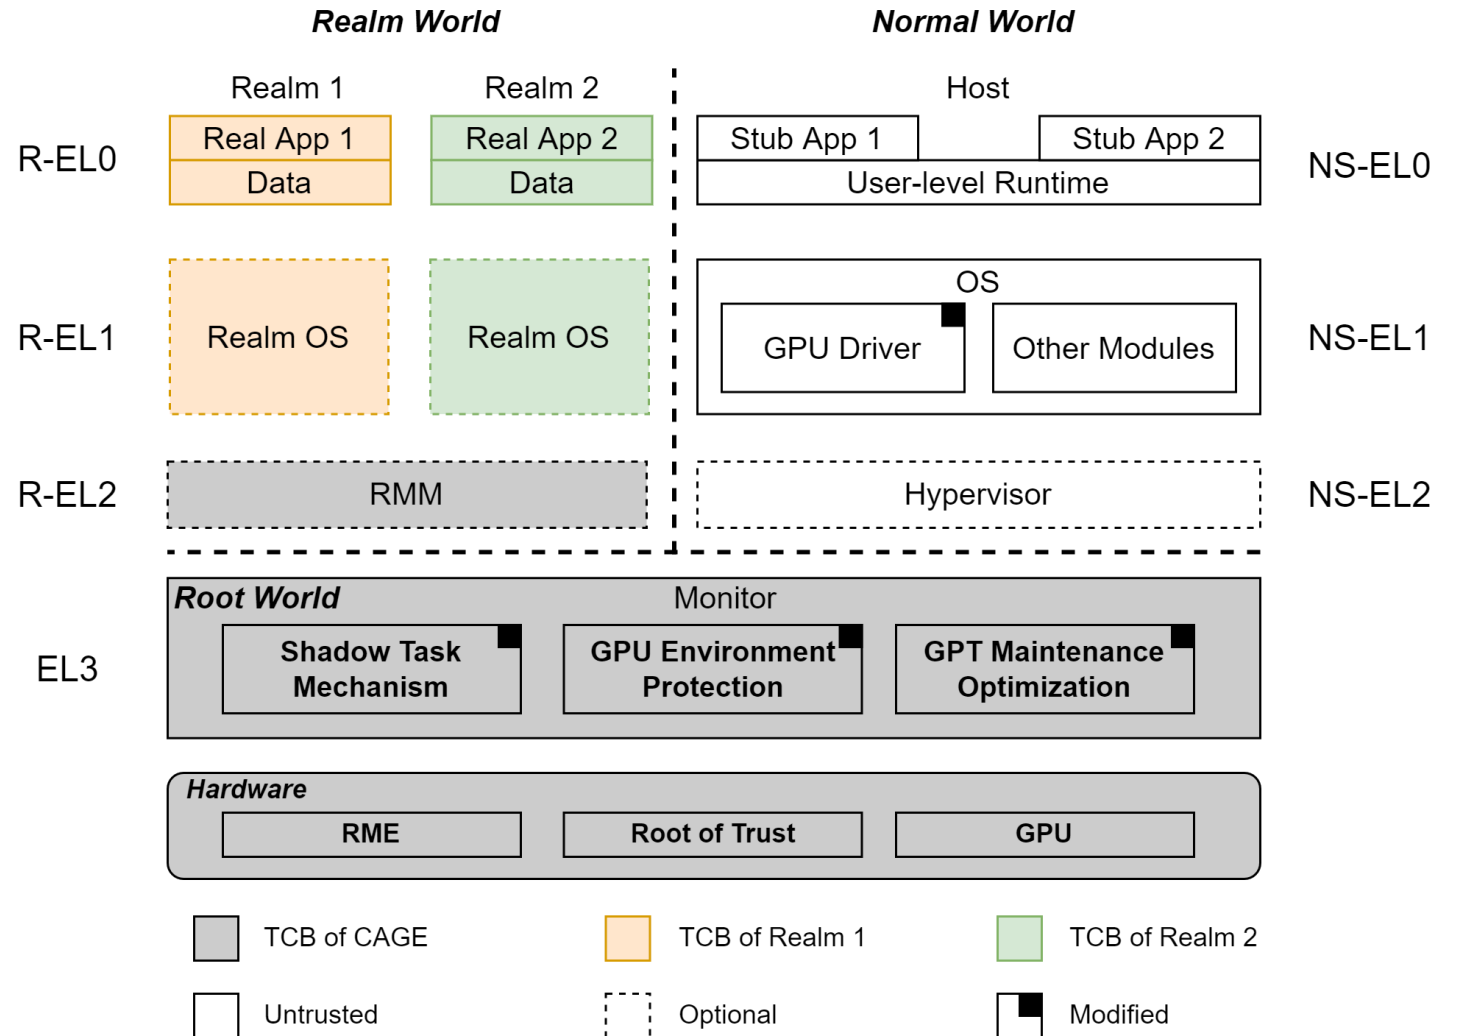 Realm World
Normal World
Realm 1
Realm 2
Host
R-EL0
Real App 1
Real App 2
Stub App 1
Stub App 2
NS-EL0
Data
Data
User-level Runtime
R-EL1
Realm OS
Realm OS
OS
GPU Driver
Other Modules
NS-EL1
R-EL2
RMM
Hypervisor
NS-EL2
Root World
Monitor
EL3
Shadow Task
Mechanism
GPU Environment
Protection
GPT Maintenance
Optimization
Hardware
RME
Root of Trust
GPU
TCB of CAGE
TCB of Realm 1
TCB of Realm 2
Untrusted
Optional
Modified